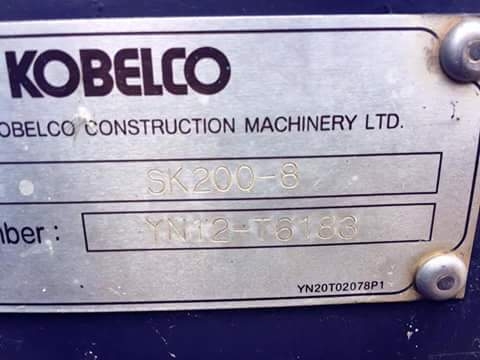 KOBELCO
OBELCO CONSTRUCTION MACHINERY LTD.
SK200-8
mber : YN12-T6183
YN20T02078P1